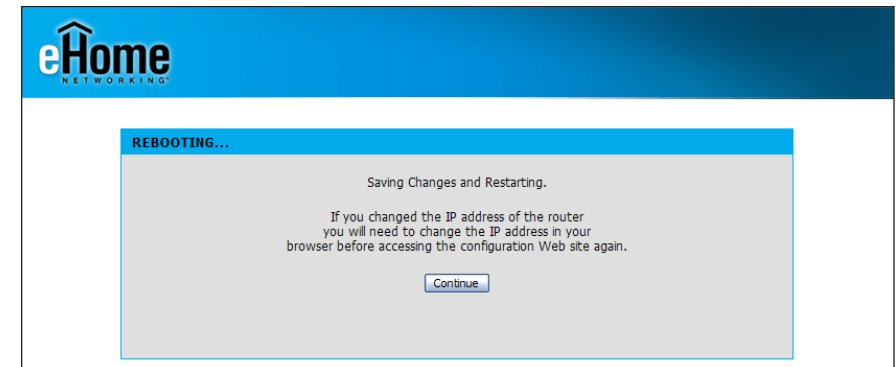 eHome
NETWORKING
REBOOTING...
Saving Changes and Restarting.
If you changed the IP address of the router
you will need to change the IP address in your
browser before accessing the configuration Web site again.
Continue